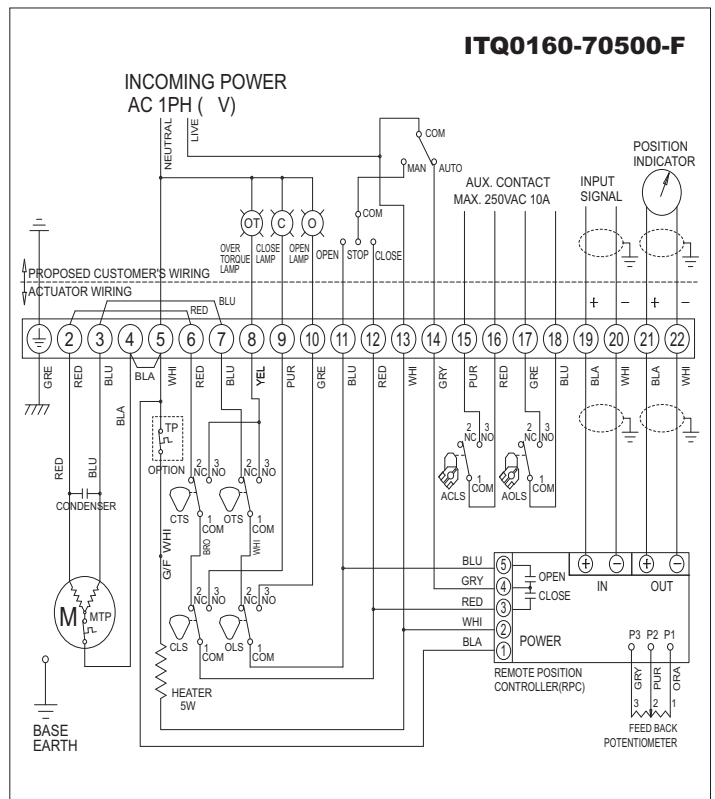 ITQ0160-70500-F
INCOMING POWER
AC 1PH ( V)
NEUTRAL
LIVE
COM
MAN
AUTO
POSITION
INDICATOR
AUX. CONTACT
MAX. 250VAC 10A
INPUT
SIGNAL
OT
C
O
COM
OVER
TORQUE
LAMP
CLOSE
LAMP
OPEN
LAMP
OPEN
STOP
CLOSE
PROPOSED CUSTOMER'S WIRING
ACTUATOR WIRING
BLU
RED
+ − + −
2 3 4 5 6 7 8 9 10 11 12 13 14 15 16 17 18 19 20 21 22
GRE RED BLU BLA WHI RED BLU YEL PUR GRE BLU RED WHI GRY PUR RED GRE BLU BLA WHI BLA WHI
BLA
TP
OPTION
2 3
NC NO
1
COM
ACLS
2 3
NC NO
1
COM
AOLS
RED
BLU
CONDENSER
2 3
NC NO
CTS
1
COM
2 3
NC NO
OTS
1
COM
G/F WHI
BRO
WHI
M
MTP
2 3
NC NO
CLS
1
COM
2 3
NC NO
OLS
1
COM
HEATER
5W
BASE
EARTH
BLU 5
GRY 4
RED 3
WHI 2
BLA 1
OPEN
CLOSE
POWER
+ − + −
IN OUT
P3 P2 P1
GRY PUR ORA
3 2 1
REMOTE POSITION
CONTROLLER(RPC)
FEED BACK
POTENTIOMETER